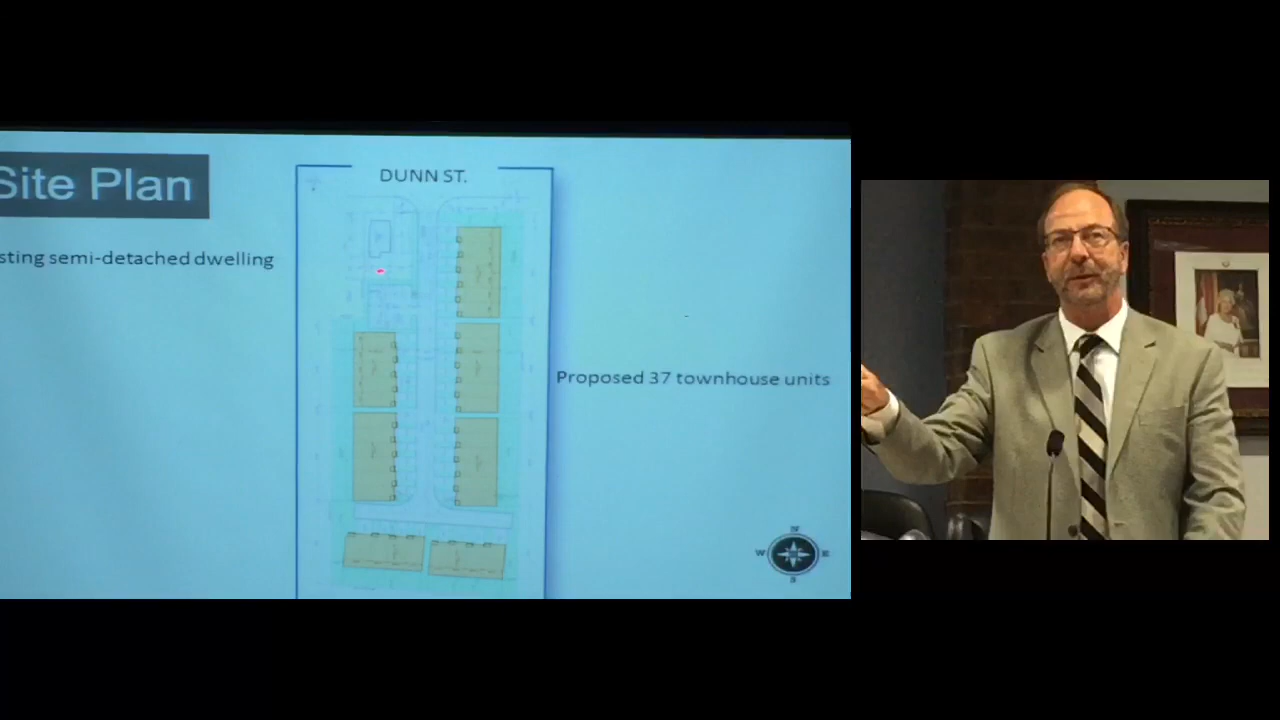 Site Plan
DUNN ST.
sting semi-detached dwelling
Proposed 37 townhouse units
N
W
E
S